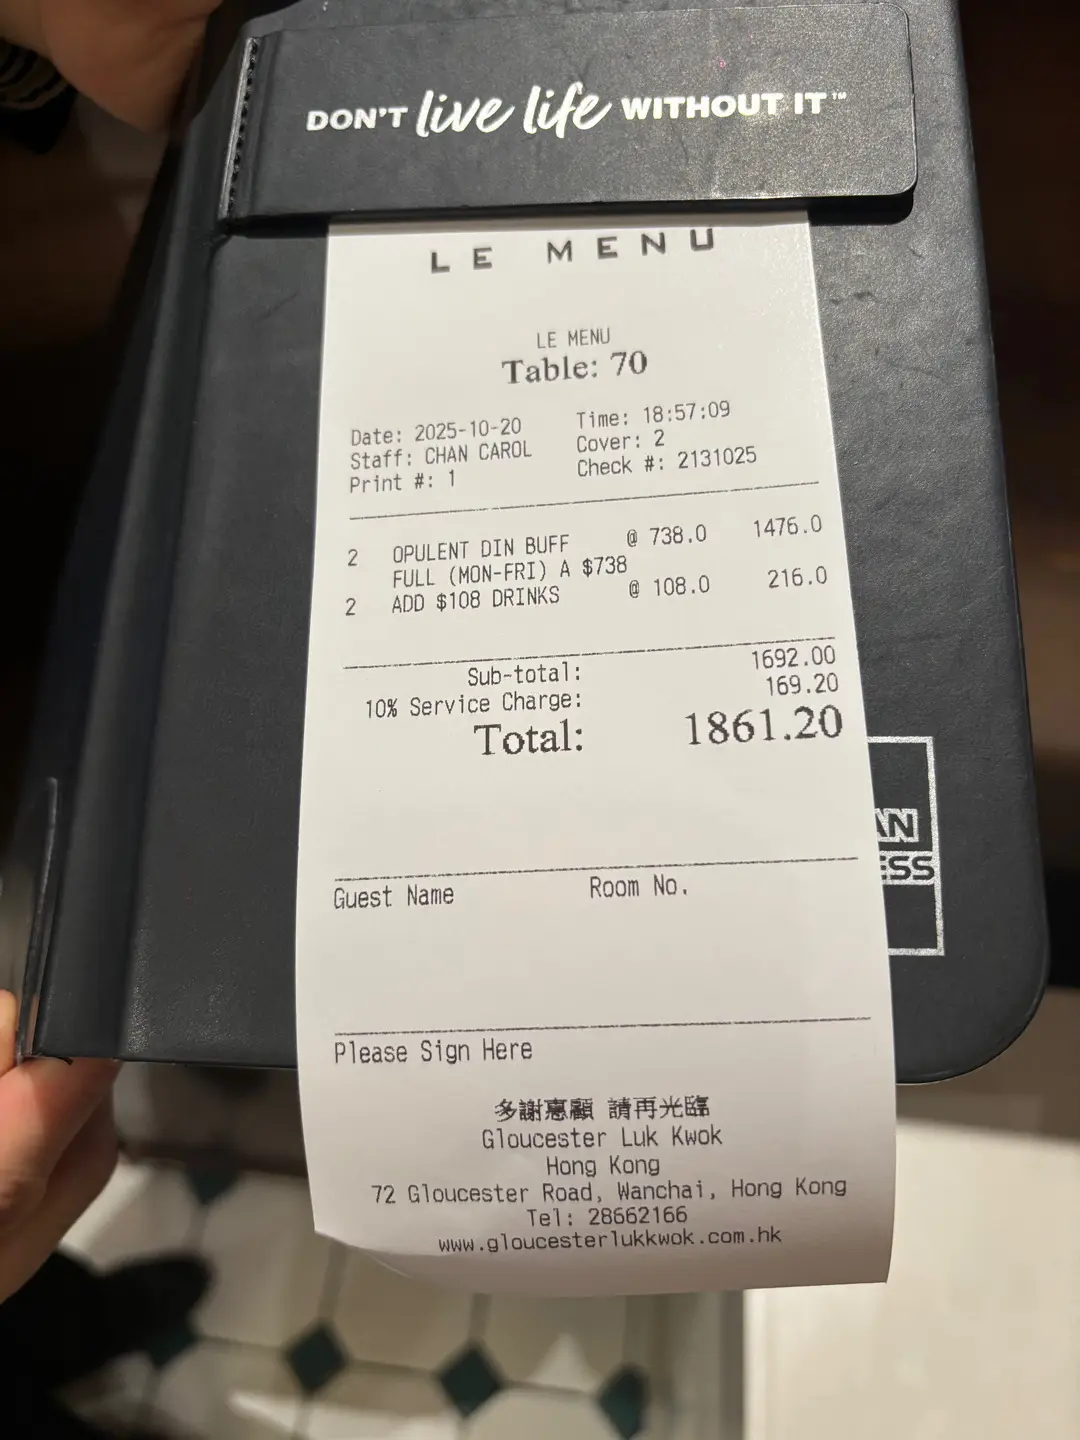 DON'T live life WITHOUT IT™
LE MENU
LE MENU
Table: 70
Date: 2025-10-20 Time: 18:57:09
Staff: CHAN CAROL Cover: 2
Print #: 1 Check #: 2131025
2 OPULENT DIN BUFF @ 738.0 1476.0
FULL (MON-FRI) A $738
2 ADD $108 DRINKS @ 108.0 216.0
Sub-total: 1692.00
10% Service Charge: 169.20
Total: 1861.20
AN
ESS
Guest Name Room No.
Please Sign Here
多謝惠顧 請再光臨
Gloucester Luk Kwok
Hong Kong
72 Gloucester Road, Wanchai, Hong Kong
Tel: 28662166
www.gloucesterlukkwok.com.hk